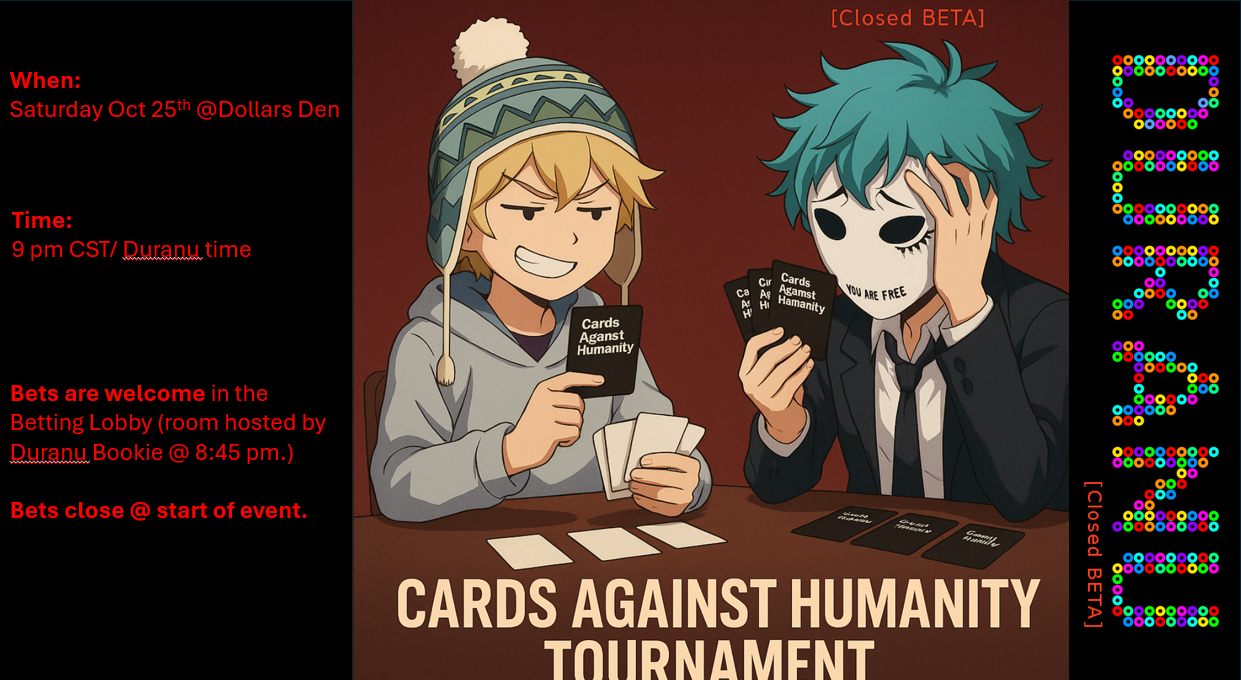 [Closed BETA]
When:
Saturday Oct 25th @Dollars Den
Time:
9 pm CST/ Duranu time
Bets are welcome in the
Betting Lobby (room hosted by
Duranu Bookie @ 8:45 pm.)
Bets close @ start of event.
Cards
Aganst
Humanity
Cards
Against
Hamanity
YOU ARE FREE
CARDS AGAINST HUMANITY
TOURNAMENT
DURANU
[Closed BETA]